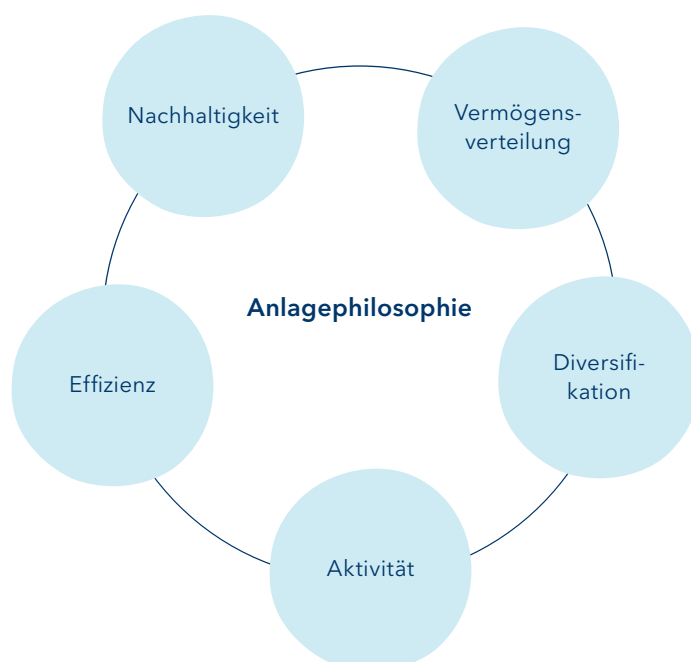 Nachhaltigkeit
Vermögens-
verteilung
Anlagephilosophie
Diversifi-
kation
Effizienz
Aktivität